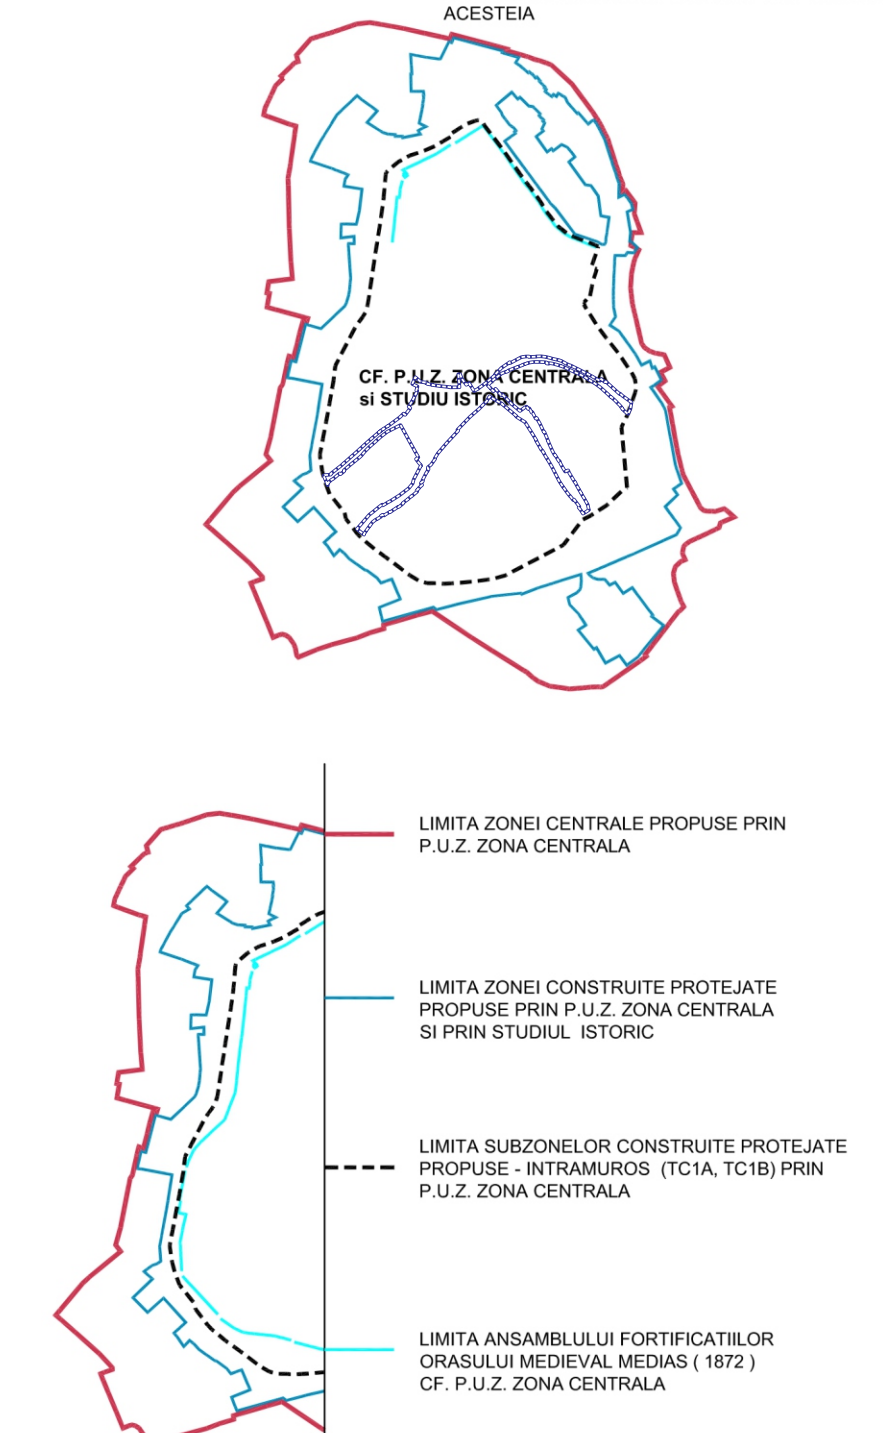 ACESTEIA
CF. P.U.Z. ZONA CENTRALA
si STUDIU ISTORIC
LIMITA ZONEI CENTRALE PROPUSE PRIN
P.U.Z. ZONA CENTRALA
LIMITA ZONEI CONSTRUITE PROTEJATE
PROPUSE PRIN P.U.Z. ZONA CENTRALA
SI PRIN STUDIUL ISTORIC
LIMITA SUBZONELOR CONSTRUITE PROTEJATE
PROPUSE - INTRAMUROS (TC1A, TC1B) PRIN
P.U.Z. ZONA CENTRALA
LIMITA ANSAMBLULUI FORTIFICATIILOR
ORASULUI MEDIEVAL MEDIAS ( 1872 )
CF. P.U.Z. ZONA CENTRALA